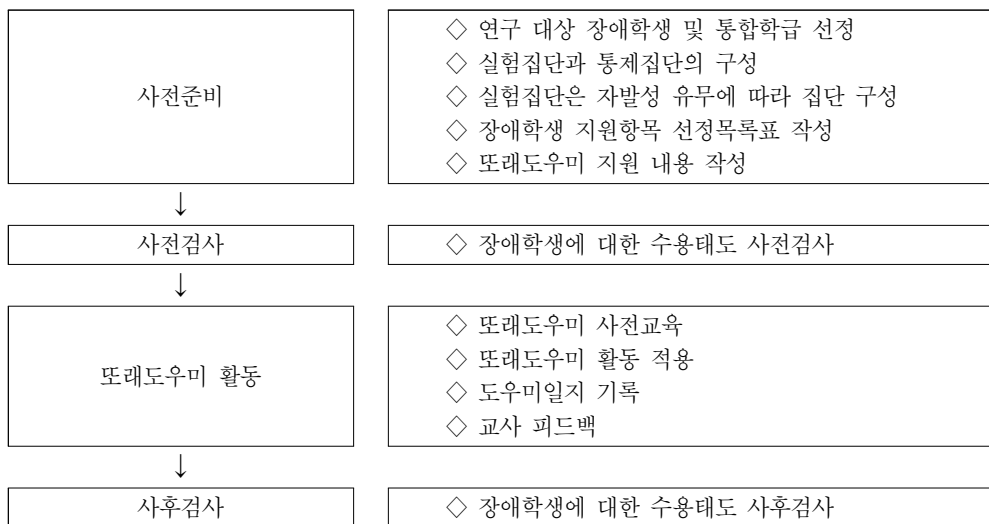 사전준비
◇ 연구 대상 장애학생 및 통합학급 선정
◇ 실험집단과 통제집단의 구성
◇ 실험집단은 자발성 유무에 따라 집단 구성
◇ 장애학생 지원항목 선정목록표 작성
◇ 또래도우미 지원 내용 작성
↓
사전검사
◇ 장애학생에 대한 수용태도 사전검사
↓
또래도우미 활동
◇ 또래도우미 사전교육
◇ 또래도우미 활동 적용
◇ 도우미일지 기록
◇ 교사 피드백
↓
사후검사
◇ 장애학생에 대한 수용태도 사후검사